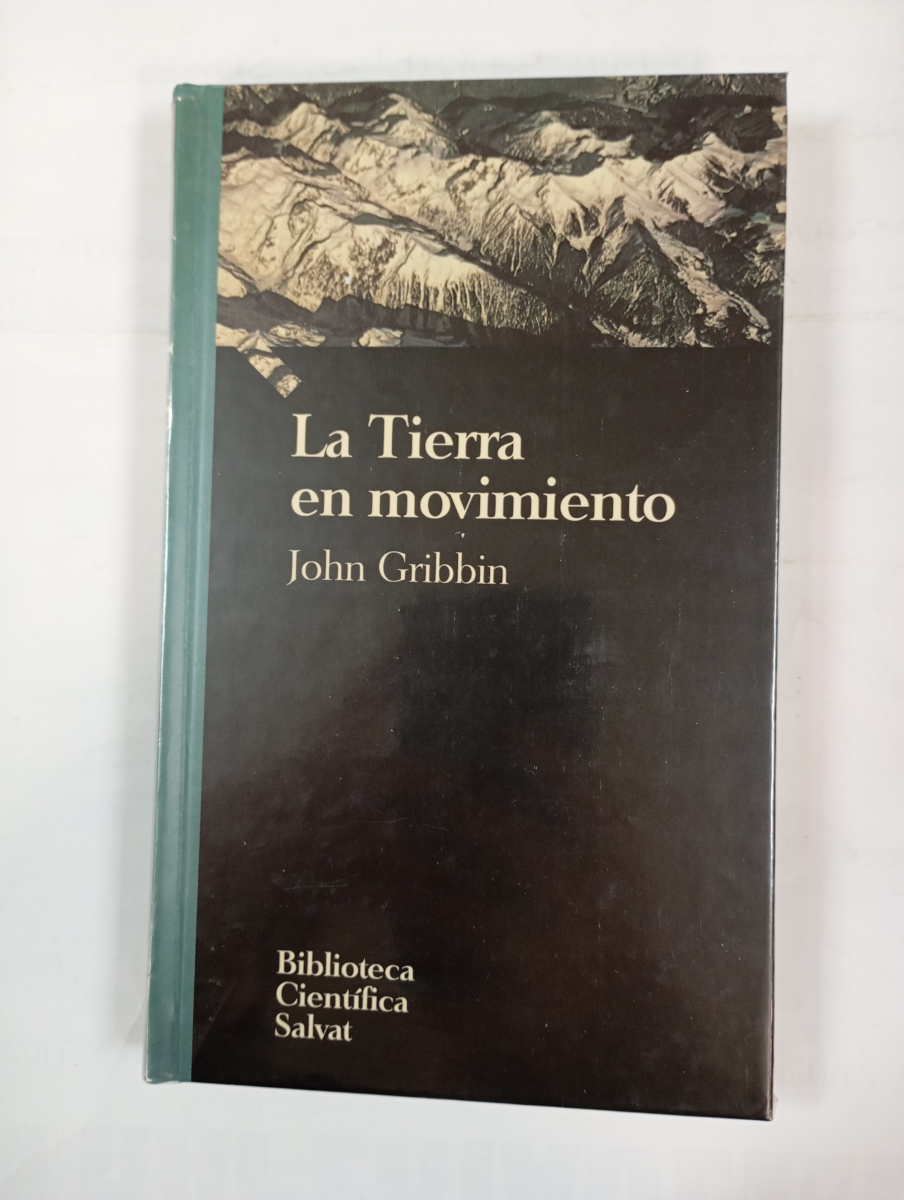 La Tierra
en movimiento
John Gribbin
Biblioteca
Científica
Salvat